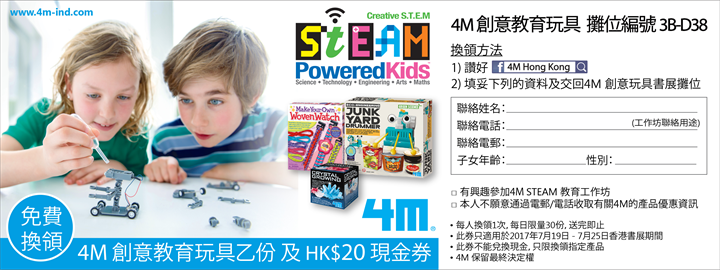 www.4m-ind.com
Creative S.T.E.M
STEAM
PoweredKids
Science • Technology • Engineering • Arts • Maths
Make Your Own
Woven Watch
JUNK
YARD
DRUMMER
CRYSTAL
GROWING
4M
免費
換領
4M 創意教育玩具乙份 及 HK$20 現金券
4M 創意教育玩具 攤位編號 3B-D38
換領方法
1) 讚好 f 4M Hong Kong
2) 填妥下列的資料及交回4M 創意玩具書展攤位
聯絡姓名:
聯絡電話: (工作坊聯絡用途)
聯絡電郵:
子女年齡: 性別:
□ 有興趣參加4M STEAM 教育工作坊
□ 本人不願意通過電郵/電話收取有關4M的產品優惠資訊
• 每人換領1次, 每日限量30份, 送完即止
• 此券只適用於2017年7月19日 - 7月25日香港書展期間
• 此券不能兌換現金, 只限換領指定產品
• 4M 保留最終決定權